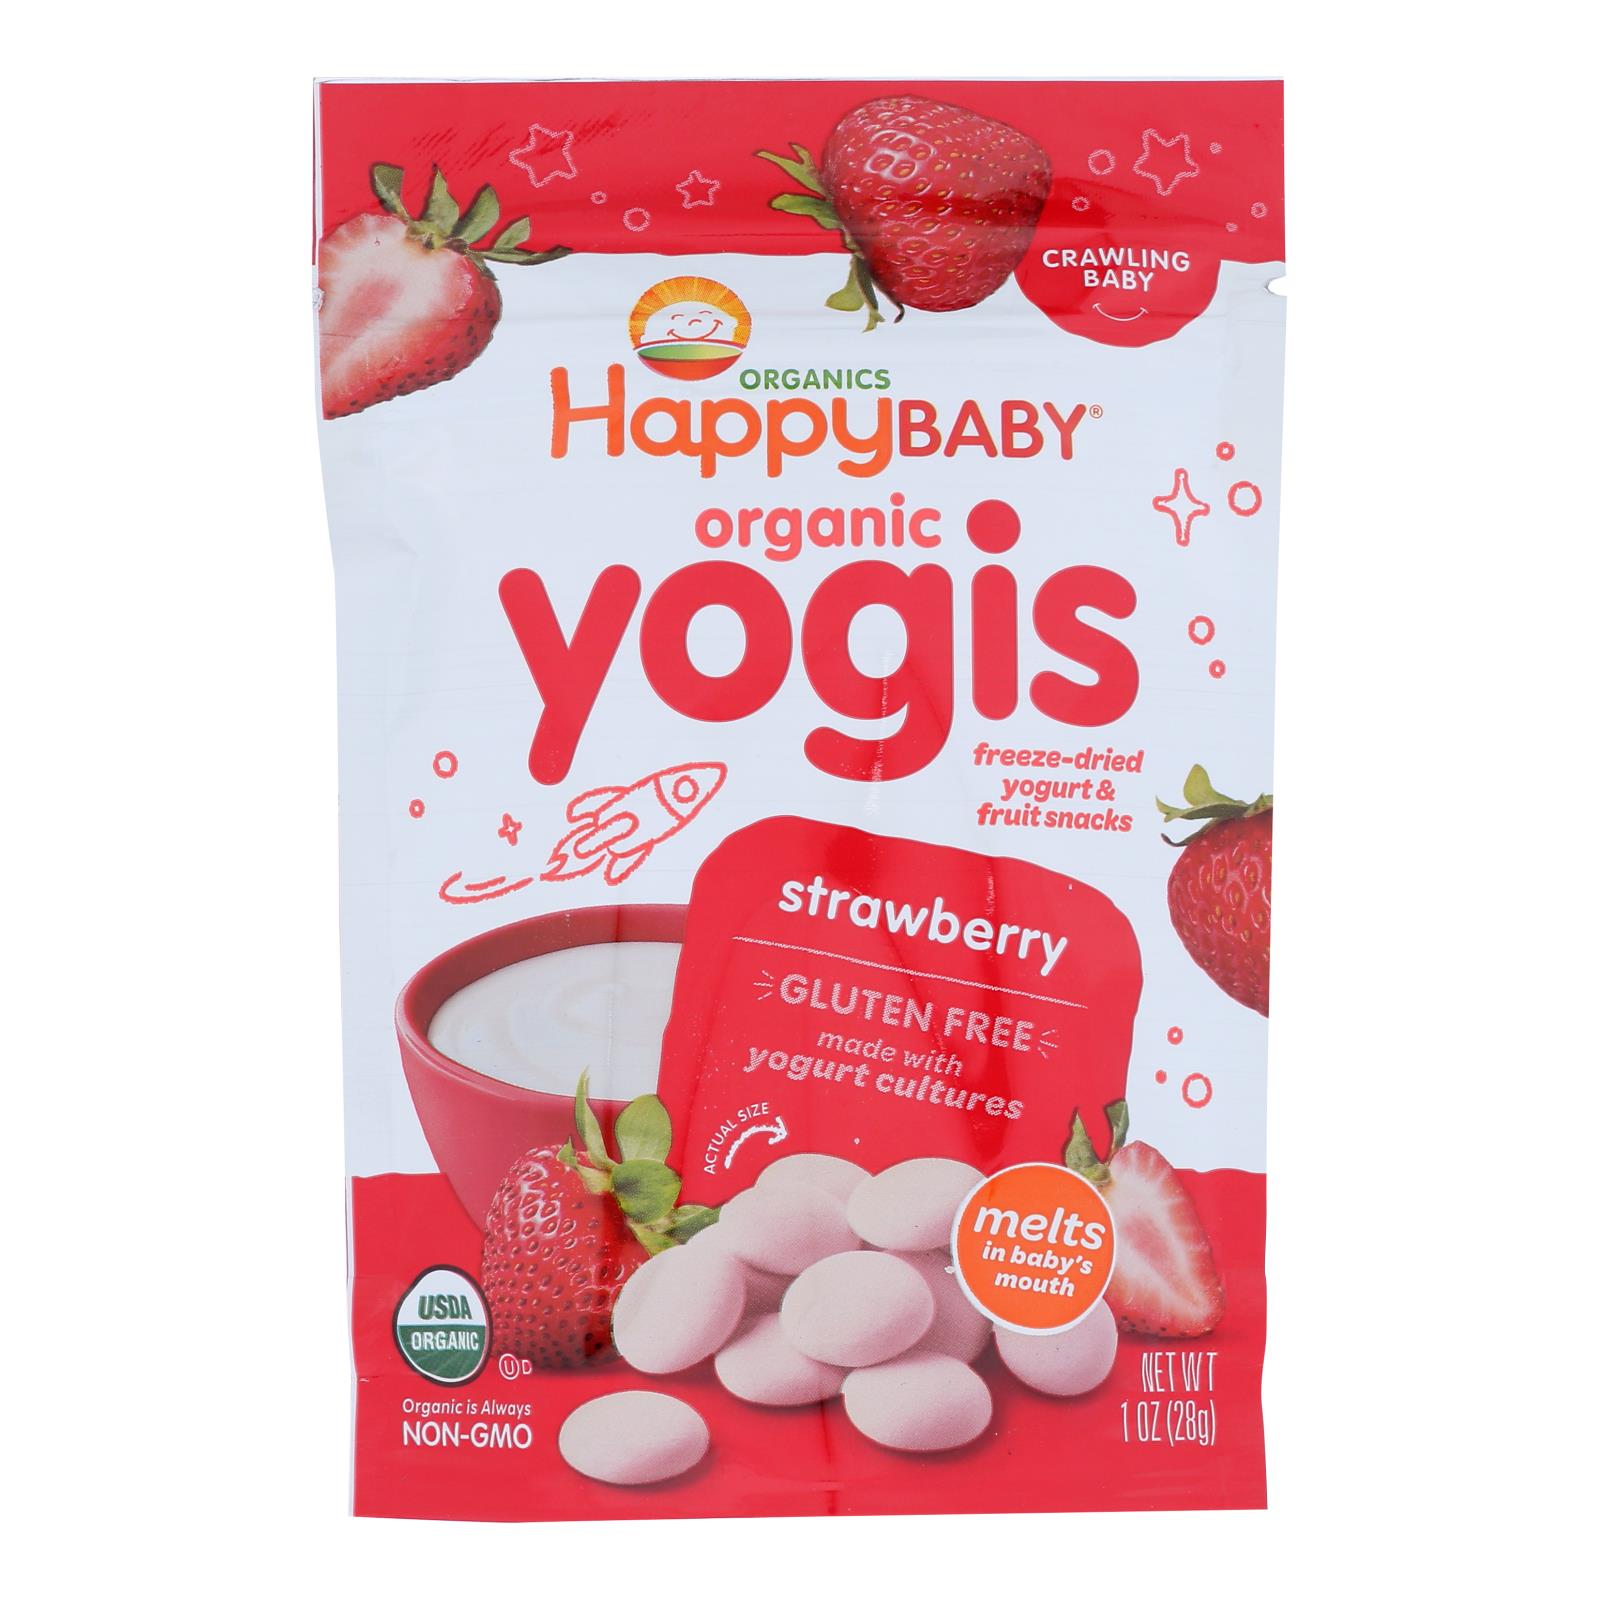 CRAWLING
BABY
ORGANICS
HappyBABY®
organic
yogis
freeze-dried
yogurt &
fruit snacks
strawberry
GLUTEN FREE
made with
yogurt cultures
ACTUAL SIZE
melts
in baby's
mouth
USDA
ORGANIC
U D
Organic is Always
NON-GMO
NET WT
1 OZ (28g)